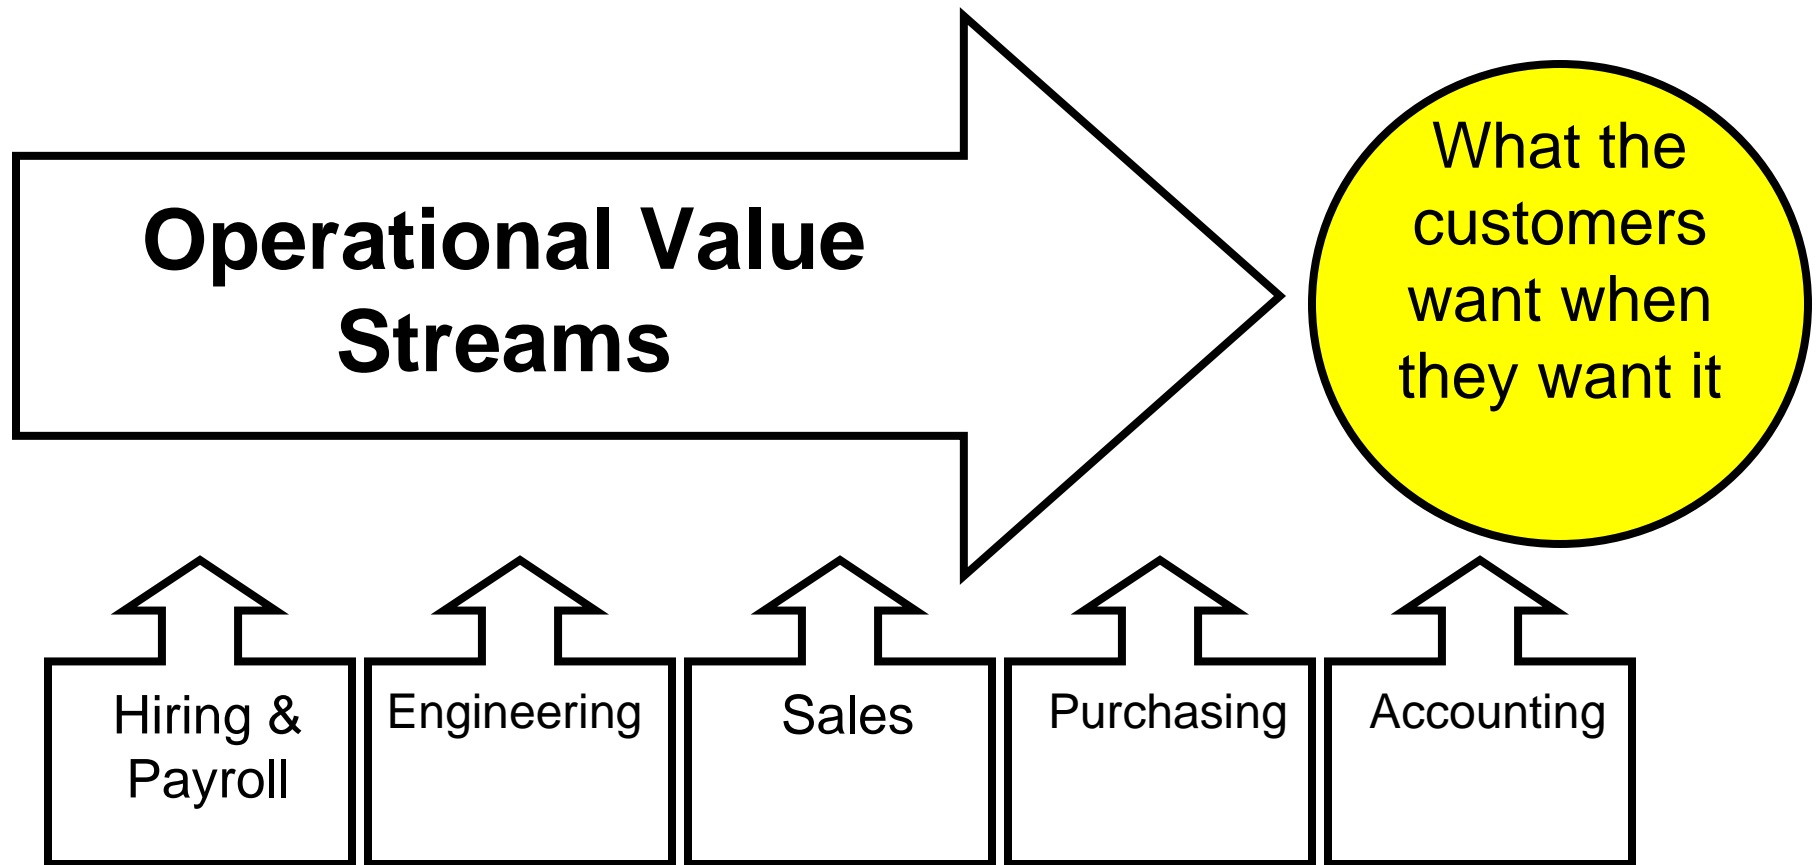 Operational Value
Streams
What the
customers
want when
they want it
Hiring &
Payroll
Engineering
Sales
Purchasing
Accounting